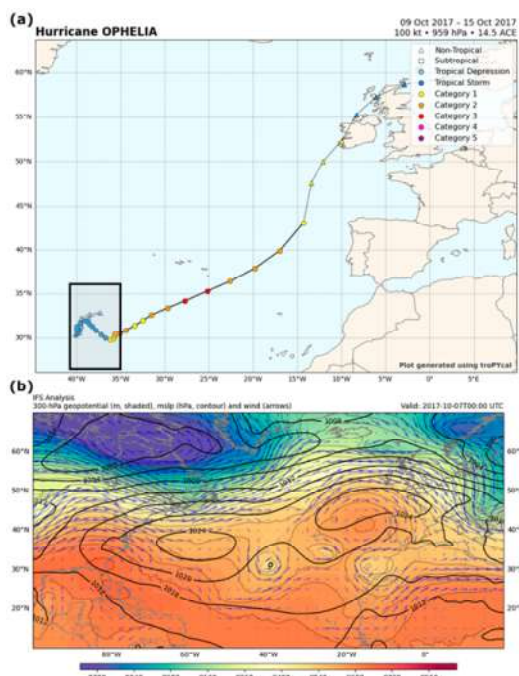 (a)
Hurricane OPHELIA
09 Oct 2017 – 15 Oct 2017
100 kt • 959 hPa • 14.5 ACE
Non-Tropical
Subtropical
Tropical Depression
Tropical Storm
Category 1
Category 2
Category 3
Category 4
Category 5
60°N
55°N
50°N
45°N
40°N
35°N
30°N
Plot generated using troPYcal
40°W 35°W 30°W 25°W 20°W 15°W 10°W 5°W 0° 5°E
(b)
IFS Analysis
300-hPa geopotential (m, shaded), mslp (hPa, contour) and wind (arrows)
Valid: 2017-10-07T00:00 UTC
60°N
50°N
40°N
30°N
20°N
80°W 60°W 40°W 20°W 0°